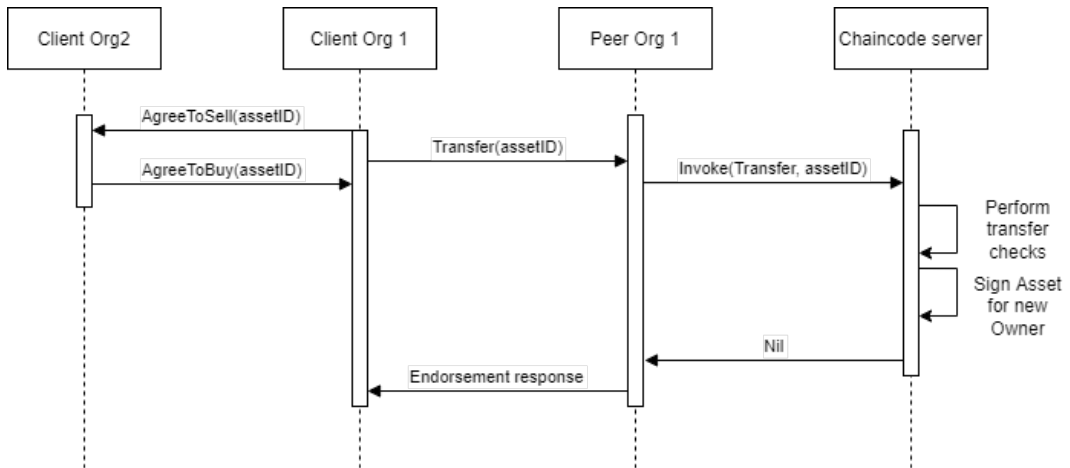 Client Org2
Client Org 1
Peer Org 1
Chaincode server
AgreeToSell(assetID)
Transfer(assetID)
AgreeToBuy(assetID)
Invoke(Transfer, assetID)
Perform
transfer
checks
Sign Asset
for new
Owner
Nil
Endorsement response